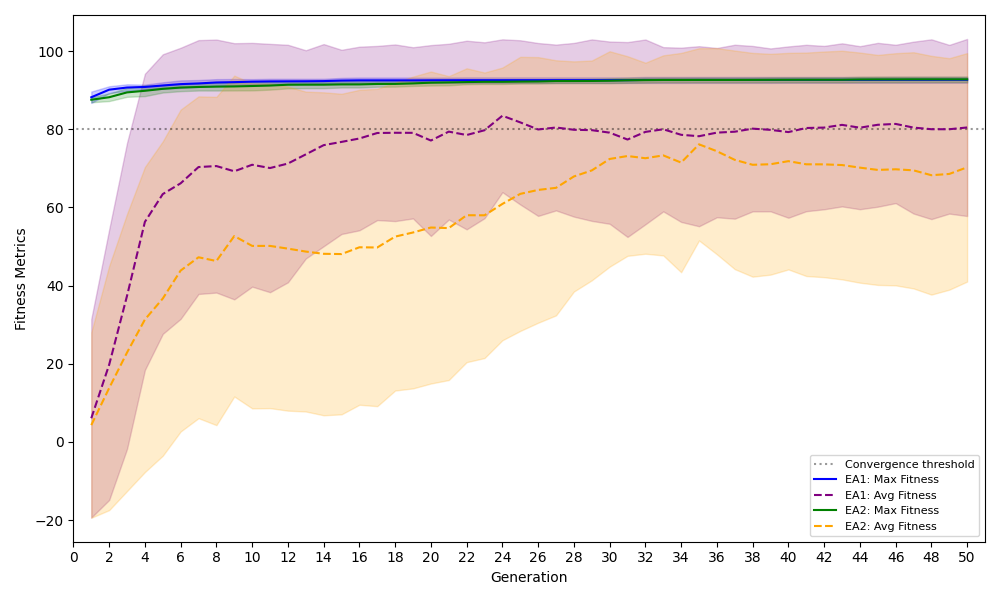 100
80
60
40
20
0
−20
Fitness Metrics
0 2 4 6 8 10 12 14 16 18 20 22 24 26 28 30 32 34 36 38 40 42 44 46 48 50
Generation
Convergence threshold
EA1: Max Fitness
EA1: Avg Fitness
EA2: Max Fitness
EA2: Avg Fitness